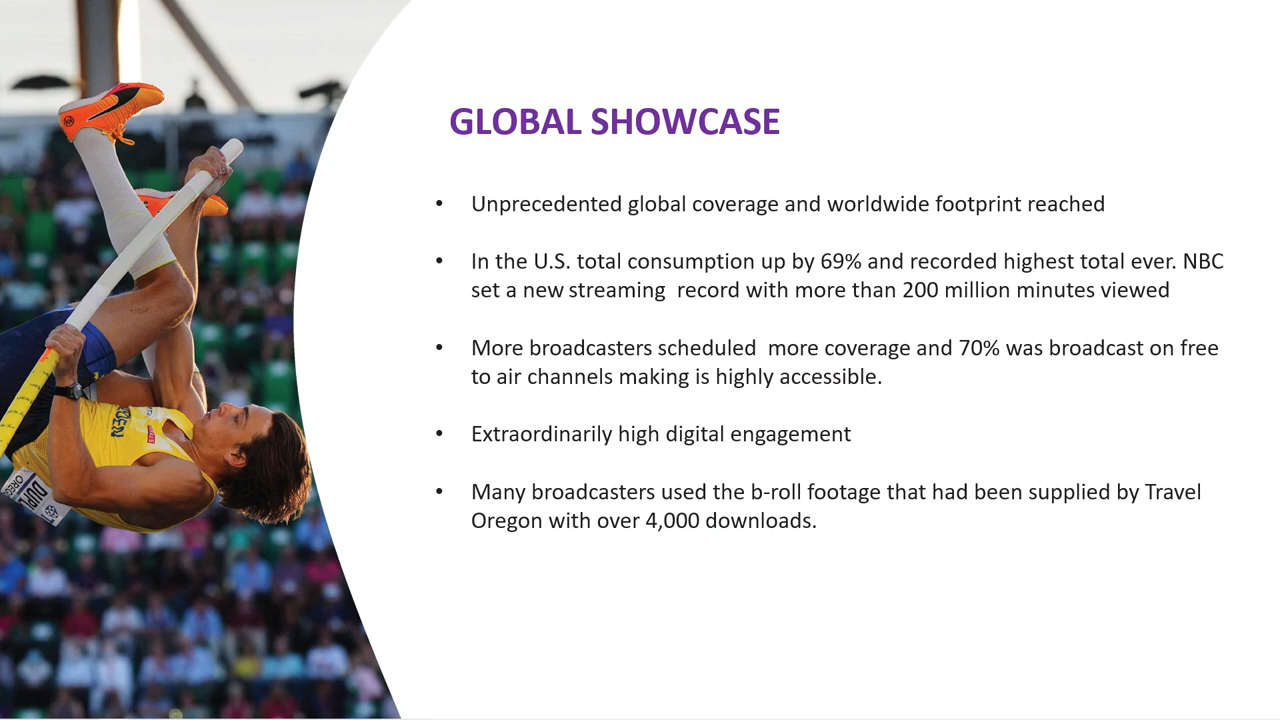 GLOBAL SHOWCASE
• Unprecedented global coverage and worldwide footprint reached
• In the U.S. total consumption up by 69% and recorded highest total ever. NBC
set a new streaming  record with more than 200 million minutes viewed
• More broadcasters scheduled  more coverage and 70% was broadcast on free
to air channels making is highly accessible.
• Extraordinarily high digital engagement
• Many broadcasters used the b-roll footage that had been supplied by Travel
Oregon with over 4,000 downloads.